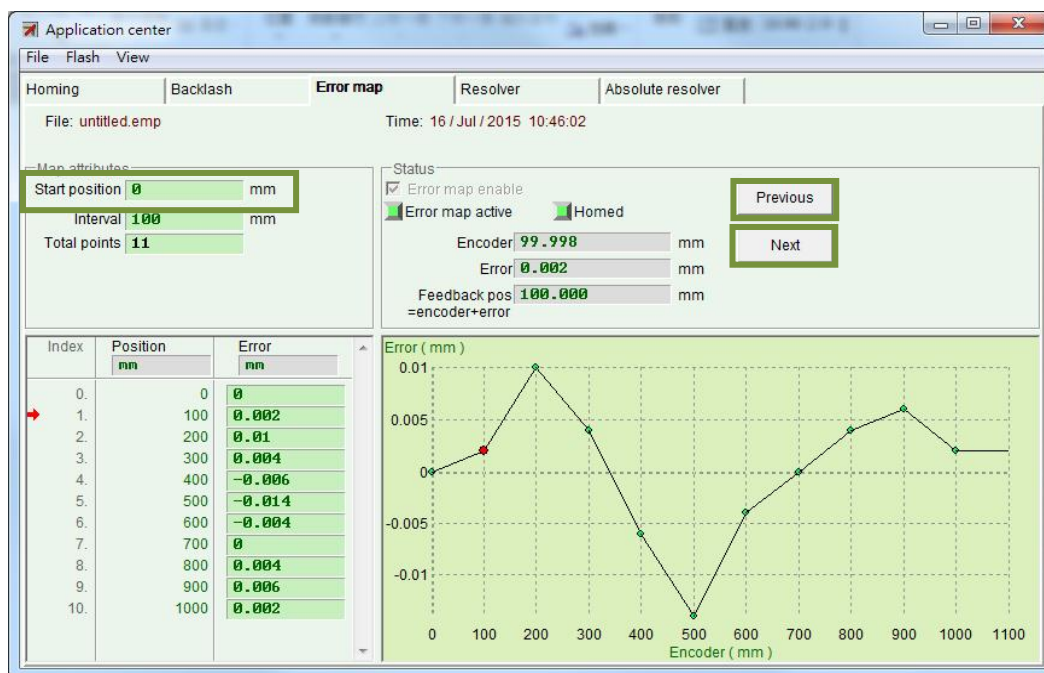 Application center
File Flash View
Homing Backlash Error map Resolver Absolute resolver
File: untitled.emp Time: 16 / Jul / 2015 10:46:02
Map attributes
Start position 0 mm
Interval 100 mm
Total points 11
Status
Error map enable
Error map active Homed
Encoder 99.998 mm
Error 0.002 mm
Feedback pos 100.000 mm
=encoder+error
Previous
Next
Index Position Error
mm mm
0. 0 0
1. 100 0.002
2. 200 0.01
3. 300 0.004
4. 400 -0.006
5. 500 -0.014
6. 600 -0.004
7. 700 0
8. 800 0.004
9. 900 0.006
10. 1000 0.002
Error ( mm )
0.01
0.005
0
-0.005
-0.01
0 100 200 300 400 500 600 700 800 900 1000 1100
Encoder ( mm )